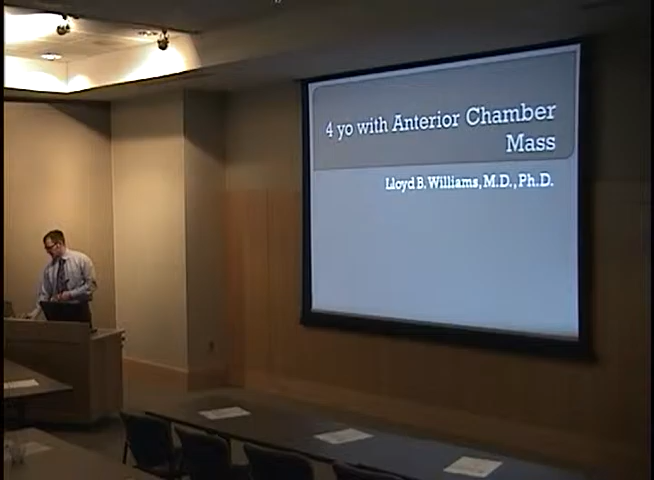 4 yo with Anterior Chamber
Mass
Lloyd B. Williams, M.D., Ph.D.